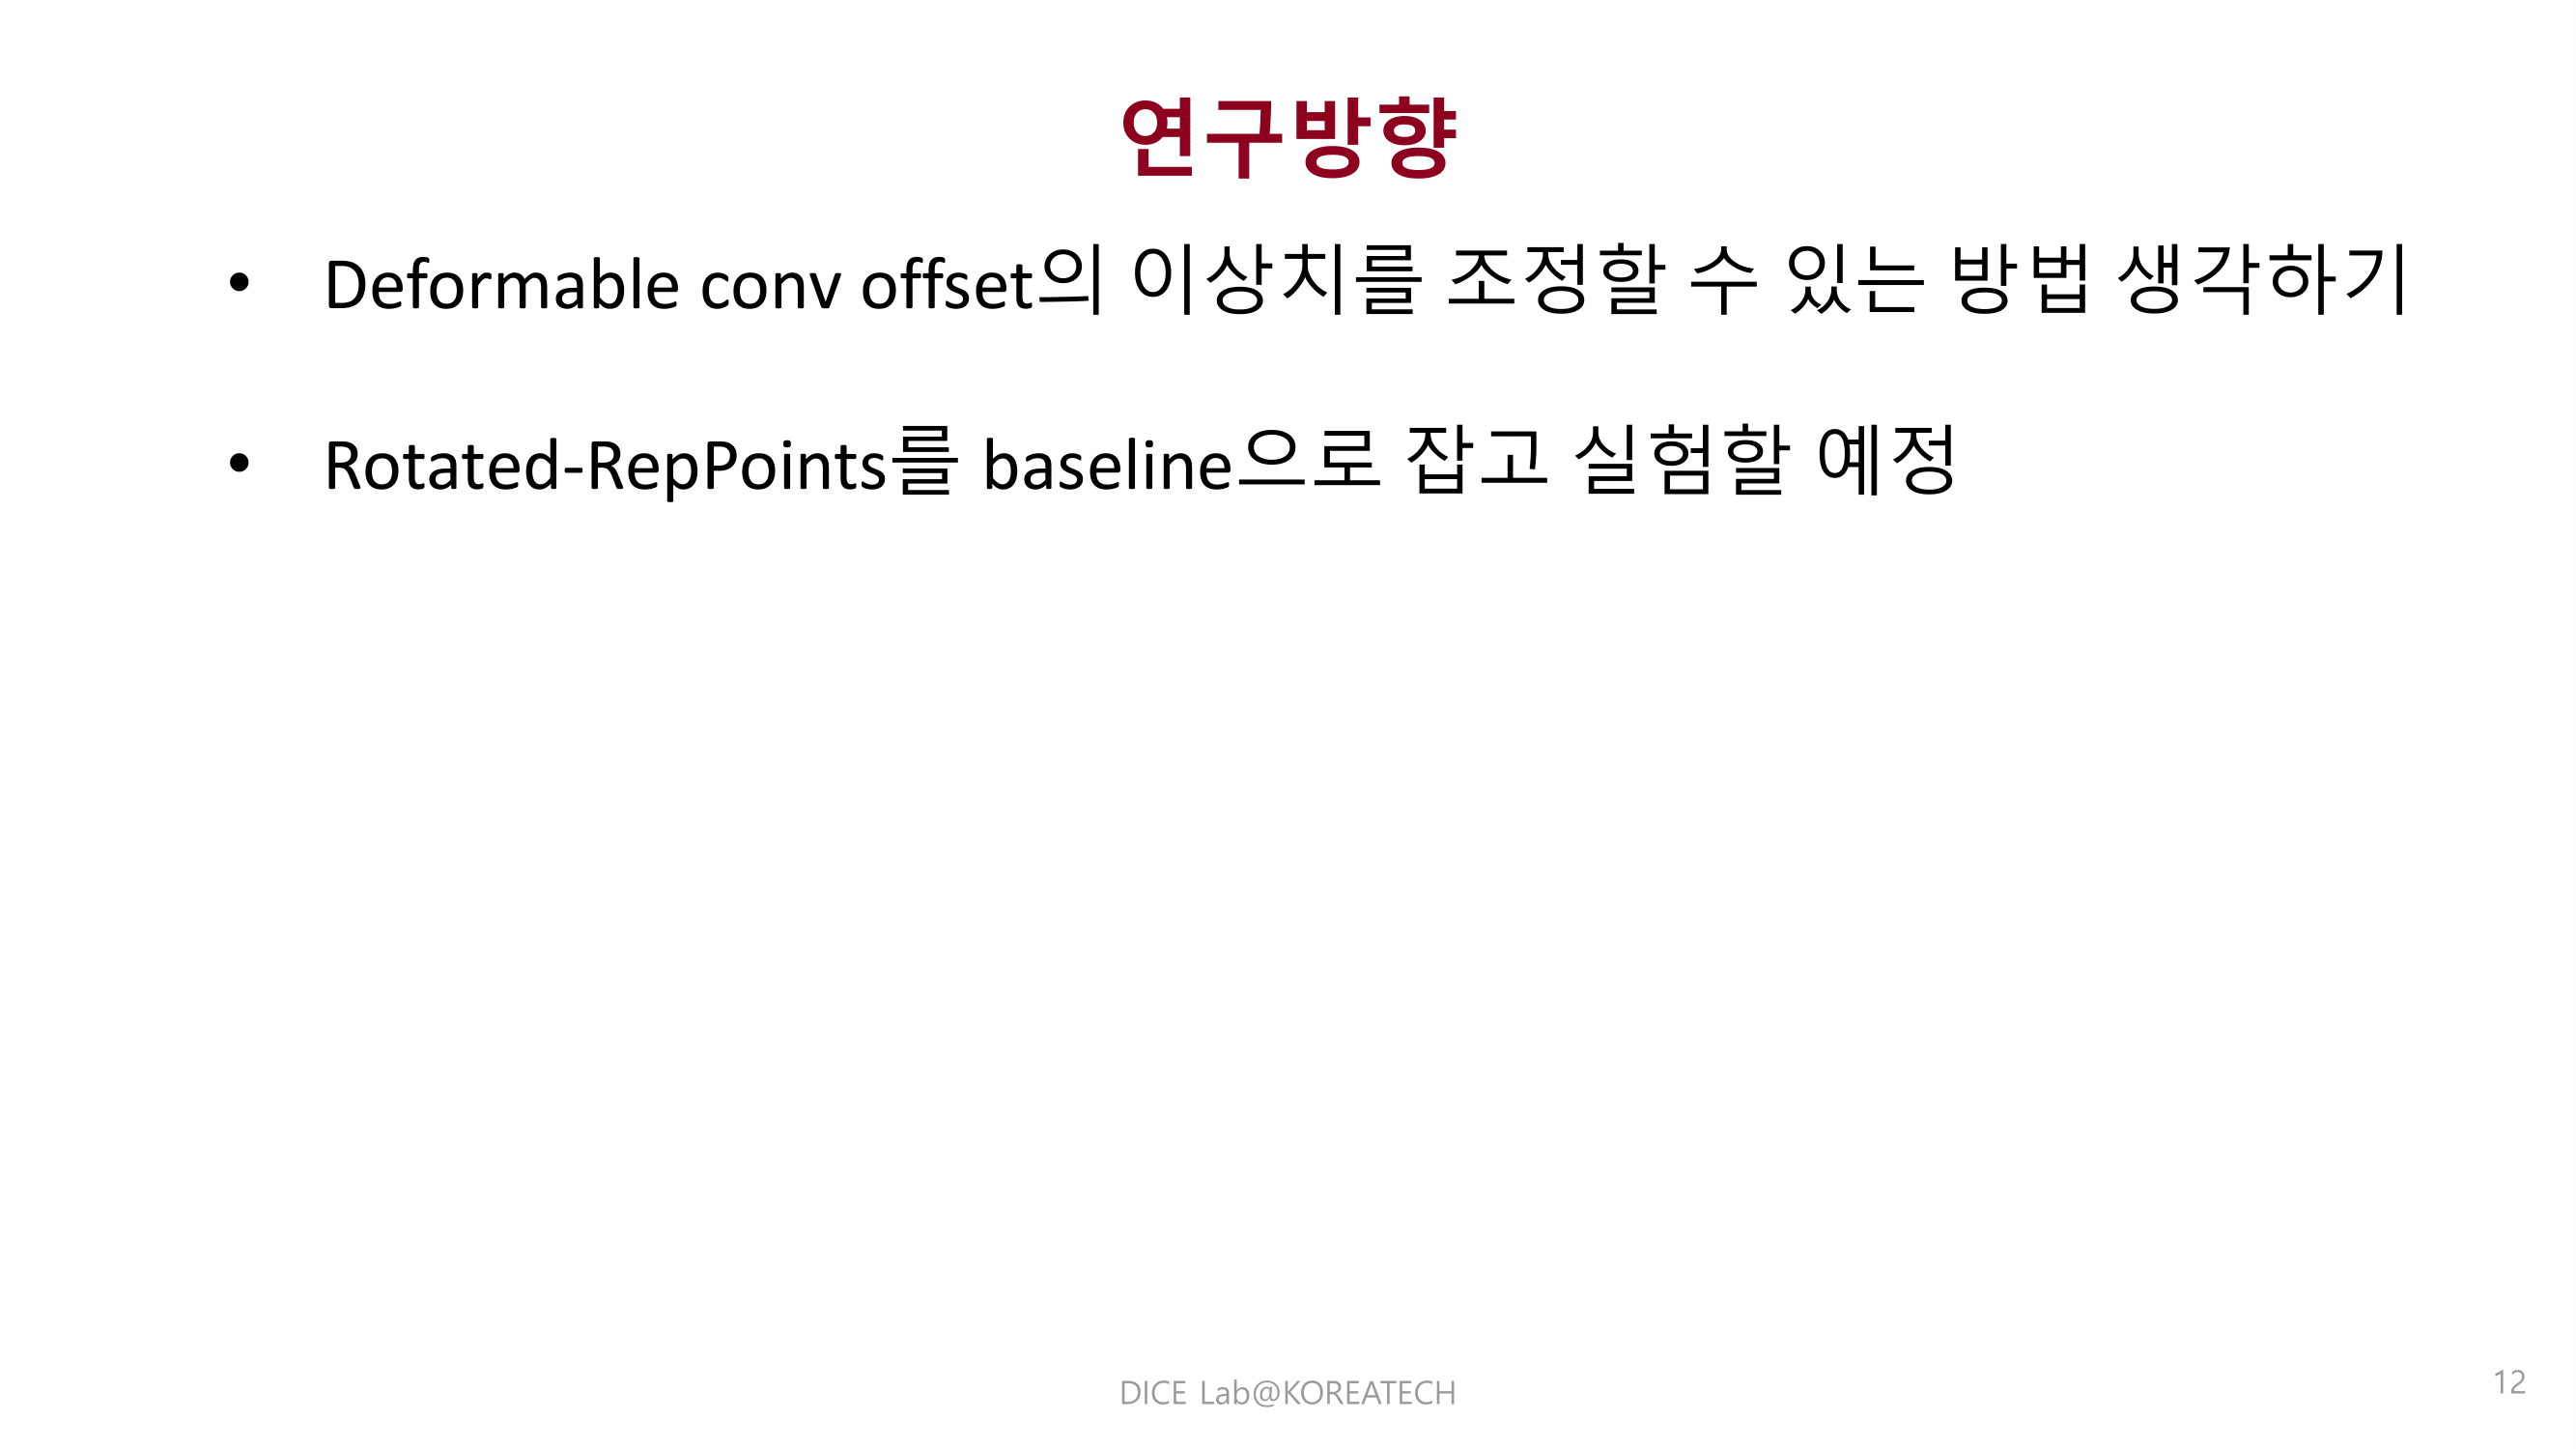 연구방향
• Deformable conv offset의 이상치를 조정할 수 있는 방법 생각하기
• Rotated-RepPoints를 baseline으로 잡고 실험할 예정
DICE Lab@KOREATECH
12